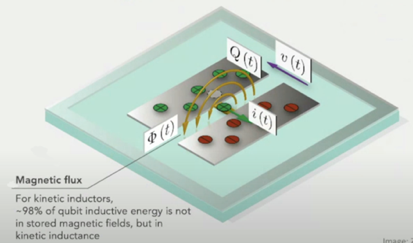 Q(t)
v(t)
i(t)
Φ(t)
Magnetic flux
For kinetic inductors,
~98% of qubit inductive energy is not
in stored magnetic fields, but in
kinetic inductance
Image: